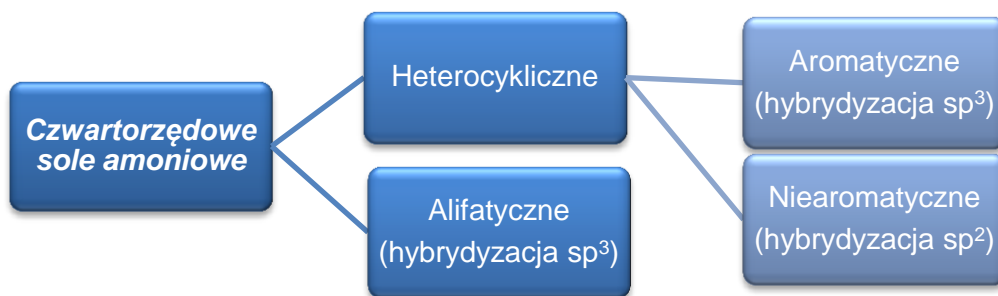 Czwartorzędowe
sole amoniowe
Heterocykliczne
Alifatyczne
(hybrydyzacja sp³)
Aromatyczne
(hybrydyzacja sp³)
Niearomatyczne
(hybrydyzacja sp²)